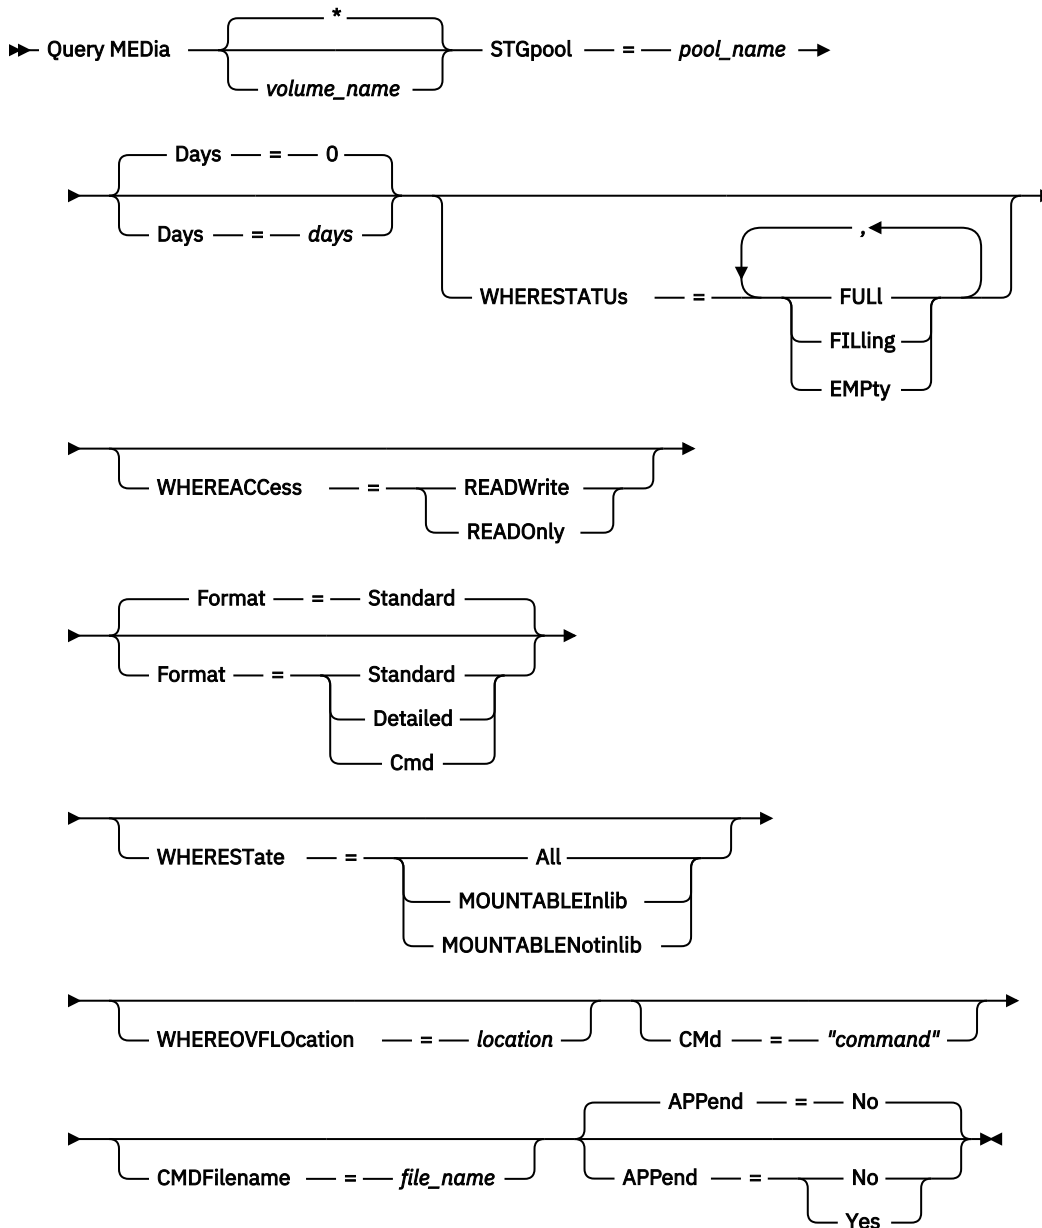 *
Query MEDia STGpool = pool_name
volume_name
Days = 0
Days = days
,
WHERESTATUs = FULl
FILling
EMPty
WHEREACCess = READWrite
READOnly
Format = Standard
Format = Standard
Detailed
Cmd
WHERESTate = All
MOUNTABLEInlib
MOUNTABLENotinlib
WHEREOVFLOcation = location CMd = "command"
APPend = No
CMDFilename = file_name APPend = No
Yes